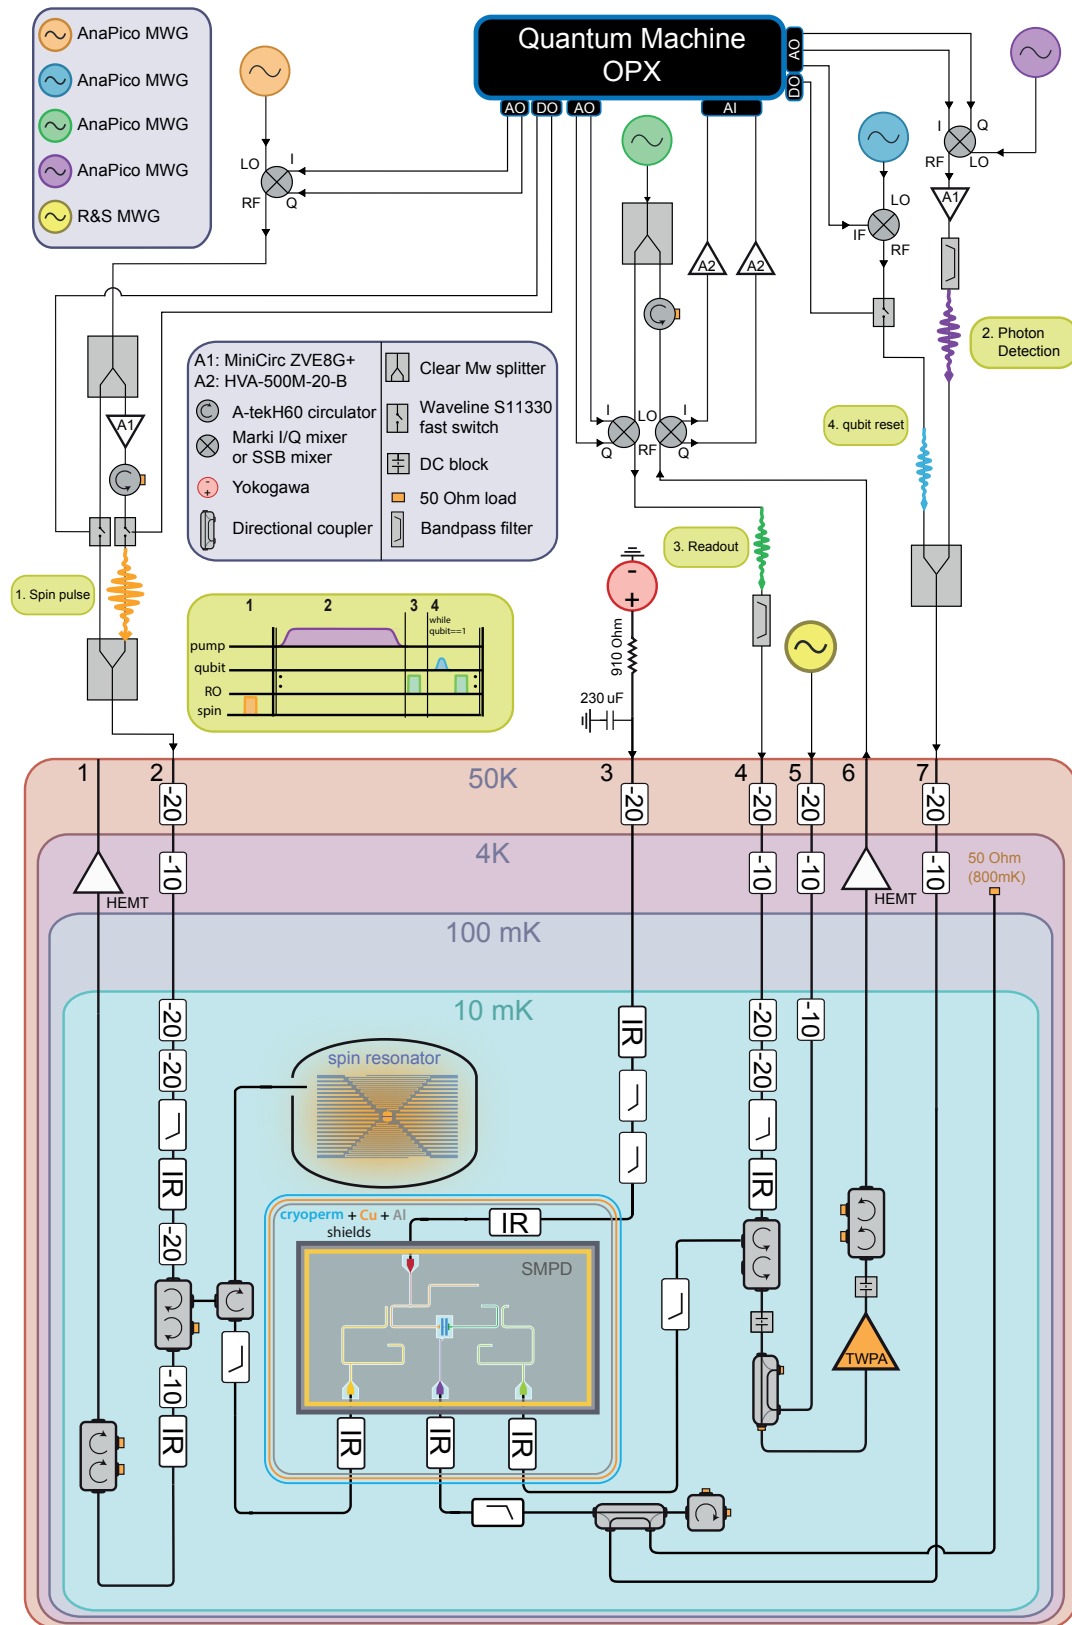 AnaPico MWG
AnaPico MWG
AnaPico MWG
AnaPico MWG
R&S MWG
Quantum Machine
OPX
AO
DO
AO
AI
AO
DO
LO
I
RF
Q
I
Q
RF
LO
A1
LO
IF
RF
A2
A2
2. Photon
Detection
A1: MiniCirc ZVE8G+
A2: HVA-500M-20-B
A-tekH60 circulator
Marki I/Q mixer
or SSB mixer
Yokogawa
Directional coupler
Clear Mw splitter
Waveline S11330
fast switch
DC block
50 Ohm load
Bandpass filter
A1
I
LO
I
Q
RF
Q
4. qubit reset
3. Readout
1. Spin pulse
1
2
3
4
while
qubit==1
pump
qubit
RO
spin
:
:
-
+
910 Ohm
230 uF
1
2
50K
3
4
5
6
7
-20
-20
-20
-20
-20
4K
-10
-10
-10
-10
HEMT
HEMT
50 Ohm
(800mK)
100 mK
10 mK
-20
-20
-10
IR
-20
-20
spin resonator
IR
IR
-20
cryoperm + Cu + Al
shields
IR
SMPD
TWPA
-10
IR
IR
IR
IR